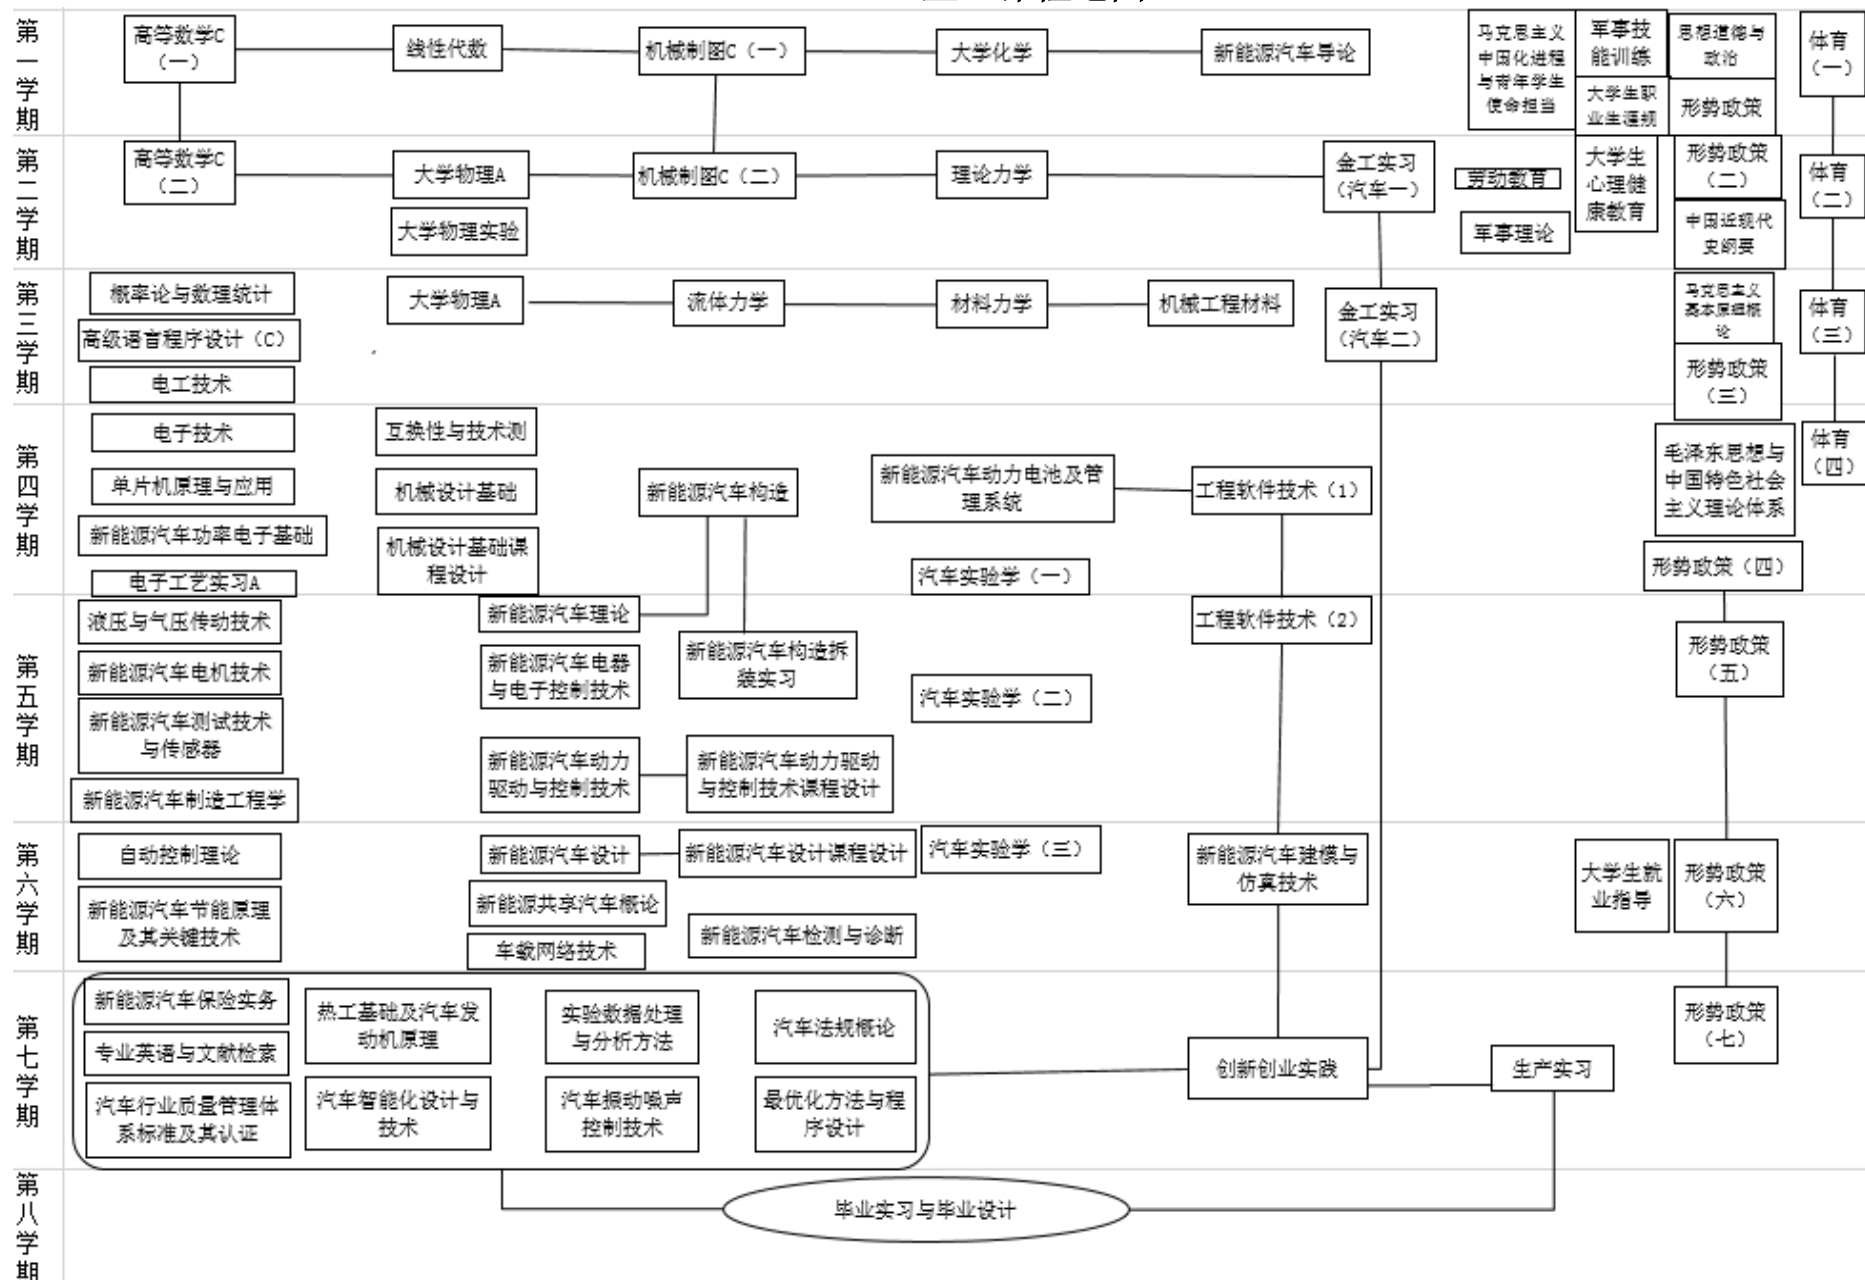 第一学期
高等数学C
（一）
线性代数
机械制图C（一）
大学化学
新能源汽车导论
马克思主义
中国化进程
与青年学生
使命担当
军事技
能训练
大学生职
业生涯规
思想道德与
政治
形势政策
体育
（一）
第二学期
高等数学C
（二）
大学物理A
大学物理实验
机械制图C（二）
理论力学
金工实习
（汽车一）
劳动教育
军事理论
大学生
心理健
康教育
形势政策
（二）
中国近现代
史纲要
体育
（二）
第三学期
概率论与数理统计
高级语言程序设计（C）
电工技术
大学物理A
流体力学
材料力学
机械工程材料
金工实习
（汽车二）
马克思主义
基本原理概
论
形势政策
（三）
体育
（三）
第四学期
电子技术
单片机原理与应用
新能源汽车功率电子基础
电子工艺实习A
互换性与技术测
机械设计基础
机械设计基础课
程设计
新能源汽车构造
新能源汽车动力电池及管
理系统
汽车实验学（一）
工程软件技术（1）
毛泽东思想与
中国特色社会
主义理论体系
形势政策（四）
体育
（四）
第五学期
液压与气压传动技术
新能源汽车电机技术
新能源汽车测试技术
与传感器
新能源汽车制造工程学
新能源汽车理论
新能源汽车电器
与电子控制技术
新能源汽车动力
驱动与控制技术
新能源汽车构造拆
装实习
新能源汽车动力驱动
与控制技术课程设计
汽车实验学（二）
工程软件技术（2）
形势政策
（五）
第六学期
自动控制理论
新能源汽车节能原理
及其关键技术
新能源汽车设计
新能源共享汽车概论
车载网络技术
新能源汽车设计课程设计
新能源汽车检测与诊断
汽车实验学（三）
新能源汽车建模与
仿真技术
大学生就
业指导
形势政策
（六）
第七学期
新能源汽车保险实务
专业英语与文献检索
汽车行业质量管理体
系标准及其认证
热工基础及汽车发
动机原理
汽车智能化设计与
技术
实验数据处理
与分析方法
汽车振动噪声
控制技术
汽车法规概论
最优化方法与程
序设计
创新创业实践
生产实习
形势政策
（七）
第八学期
毕业实习与毕业设计